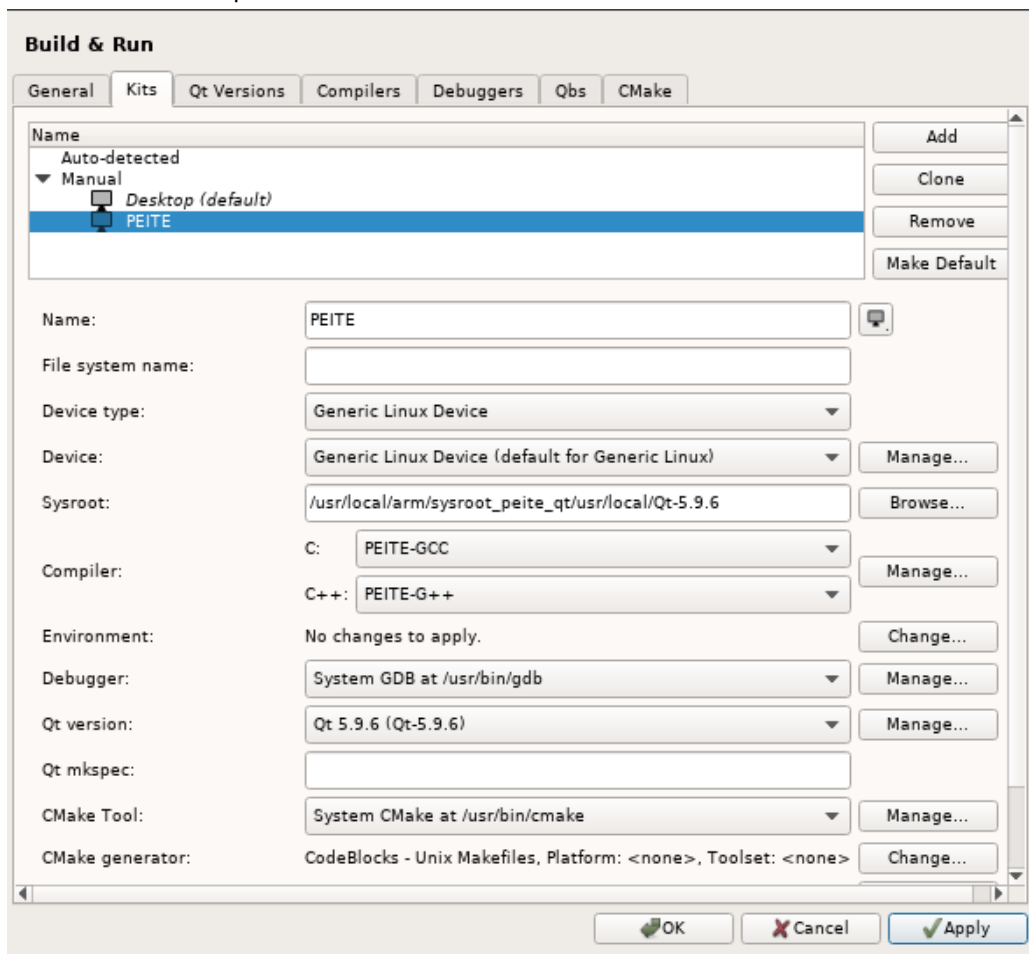 Build & Run
General Kits Qt Versions Compilers Debuggers Qbs CMake
Name
Add
Auto-detected
Manual
Clone
Desktop (default)
PEITE
Remove
Make Default
Name: PEITE
File system name:
Device type: Generic Linux Device
Device: Generic Linux Device (default for Generic Linux) Manage...
Sysroot: /usr/local/arm/sysroot_peite_qt/usr/local/Qt-5.9.6 Browse...
C: PEITE-GCC
Compiler: Manage...
C++: PEITE-G++
Environment: No changes to apply. Change...
Debugger: System GDB at /usr/bin/gdb Manage...
Qt version: Qt 5.9.6 (Qt-5.9.6) Manage...
Qt mkspec:
CMake Tool: System CMake at /usr/bin/cmake Manage...
CMake generator: CodeBlocks - Unix Makefiles, Platform: <none>, Toolset: <none> Change...
OK Cancel Apply